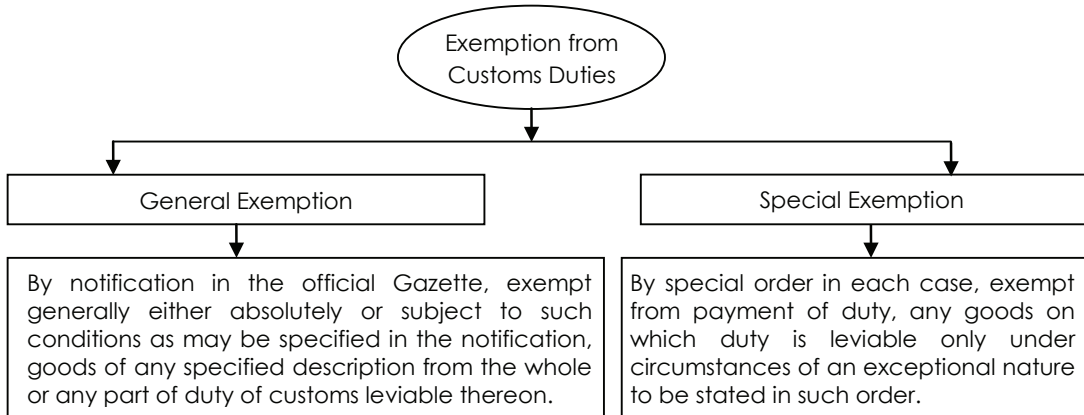 Exemption from
Customs Duties
General Exemption
Special Exemption
By notification in the official Gazette, exempt
generally either absolutely or subject to such
conditions as may be specified in the notification,
goods of any specified description from the whole
or any part of duty of customs leviable thereon.
By special order in each case, exempt
from payment of duty, any goods on
which duty is leviable only under
circumstances of an exceptional nature
to be stated in such order.